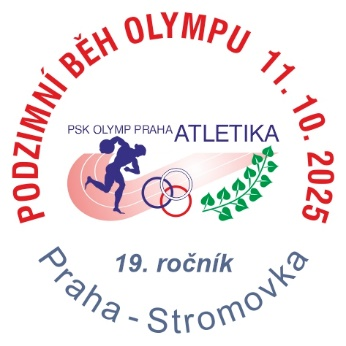 PODZIMNÍ BĚH OLYMPU 11.10.2025
PSK OLYMP PRAHA ATLETIKA
19. ročník
Praha - Stromovka